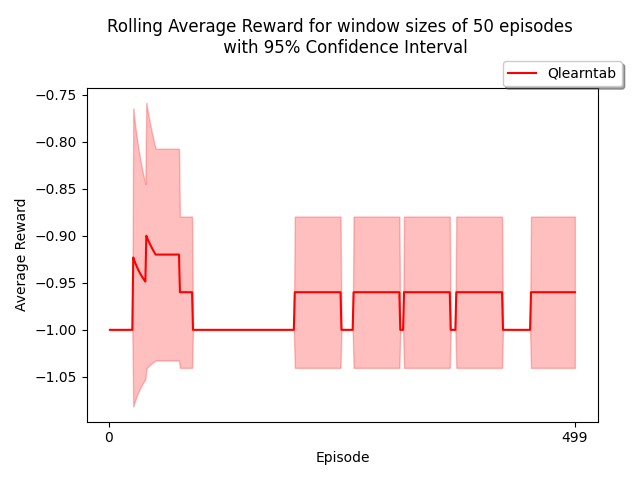 Rolling Average Reward for window sizes of 50 episodes
with 95% Confidence Interval
Qlearntab
−0.75
−0.80
−0.85
−0.90
−0.95
−1.00
−1.05
Average Reward
0
499
Episode